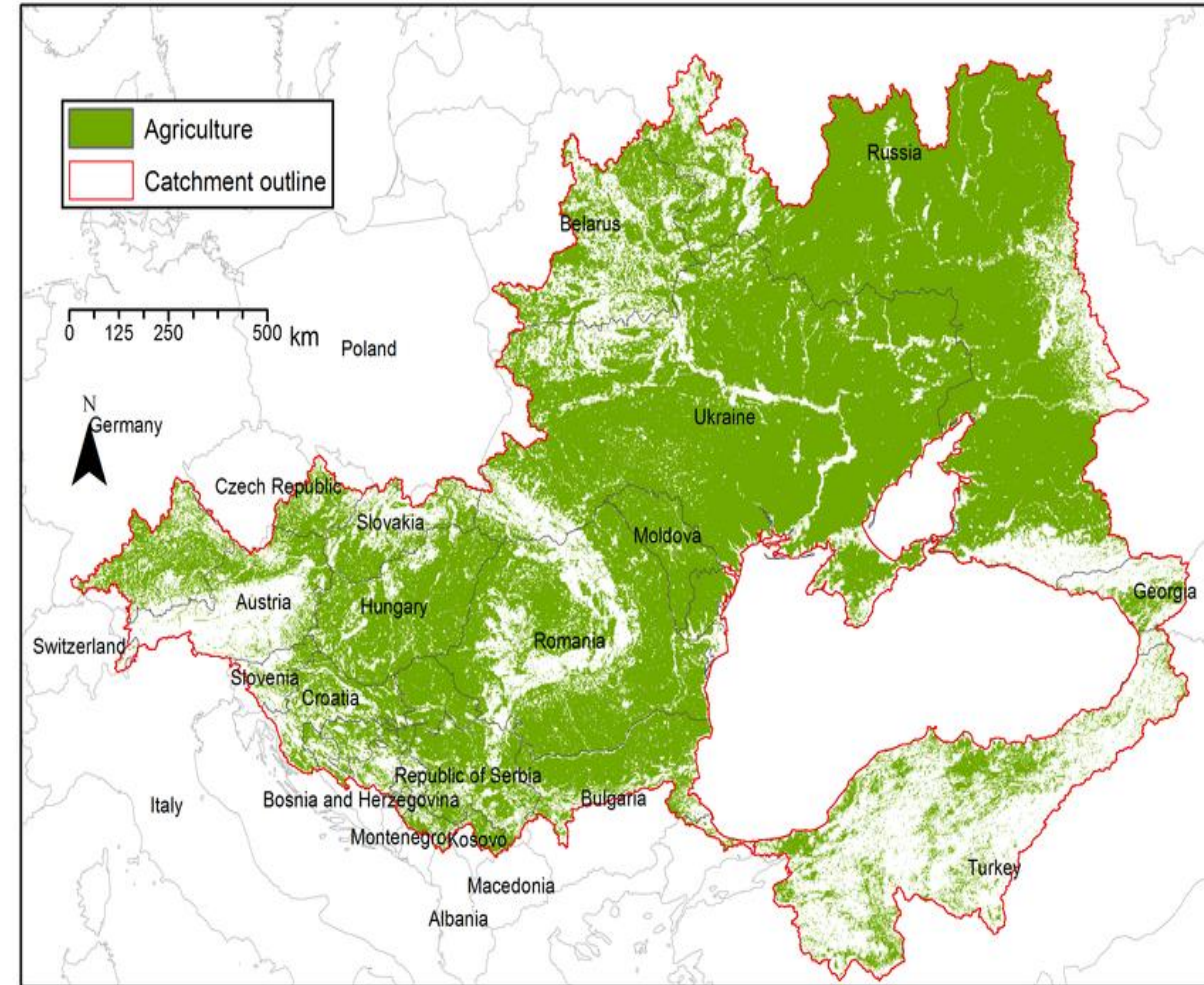 Agriculture
Catchment outline
Russia
Belarus
0 125 250 500 km
Poland
N
Germany
Ukraine
Czech Republic
Slovakia
Moldova
Austria
Hungary
Georgia
Switzerland
Romania
Slovenia
Croatia
Republic of Serbia
Bosnia and Herzegovina
Bulgaria
Italy
Montenegro
Kosovo
Turkey
Macedonia
Albania